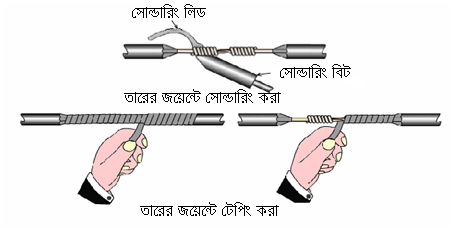 সোল্ডারিং লিড
সোল্ডারিং বিট
তারের জয়েন্টে সোল্ডারিং করা
তারের জয়েন্টে টেপিং করা